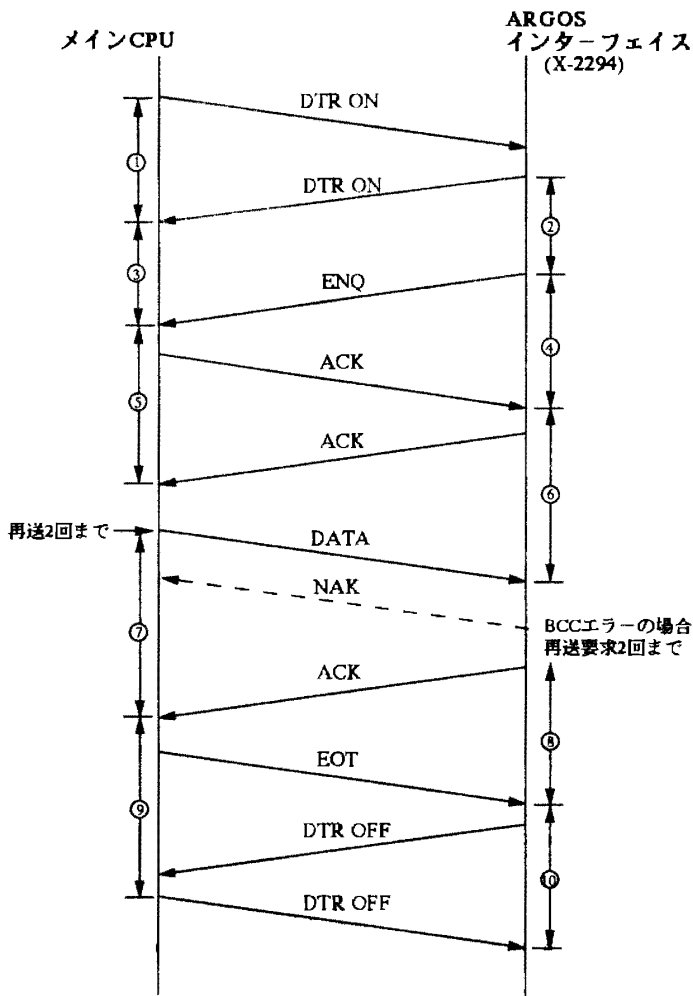 メインCPU
ARGOS
インターフェイス
(X-2294)
DTR ON
①
DTR ON
②
③
ENQ
④
ACK
⑤
ACK
⑥
再送2回まで
DATA
NAK
BCCエラーの場合
再送要求2回まで
⑦
ACK
⑧
EOT
⑨
DTR OFF
⑩
DTR OFF